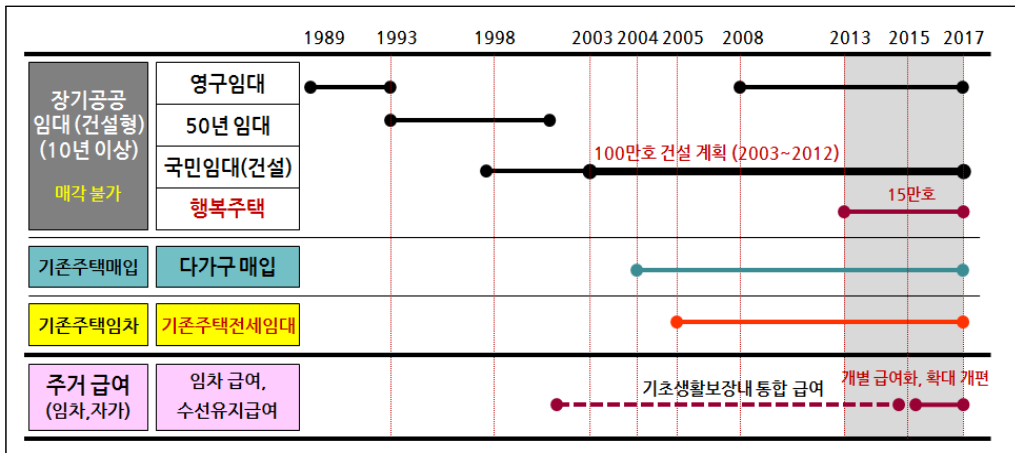 1989 1993 1998 2003 2004 2005 2008 2013 2015 2017
장기공공
임대 (건설형)
(10년 이상)
매각 불가
영구임대
50년 임대
국민임대(건설)
100만호 건설 계획 (2003~2012)
행복주택
15만호
기존주택매입
다가구 매입
기존주택임차
기존주택전세임대
주거 급여
(임차,자가)
임차 급여,
수선유지급여
기초생활보장내 통합 급여
개별 급여화, 확대 개편